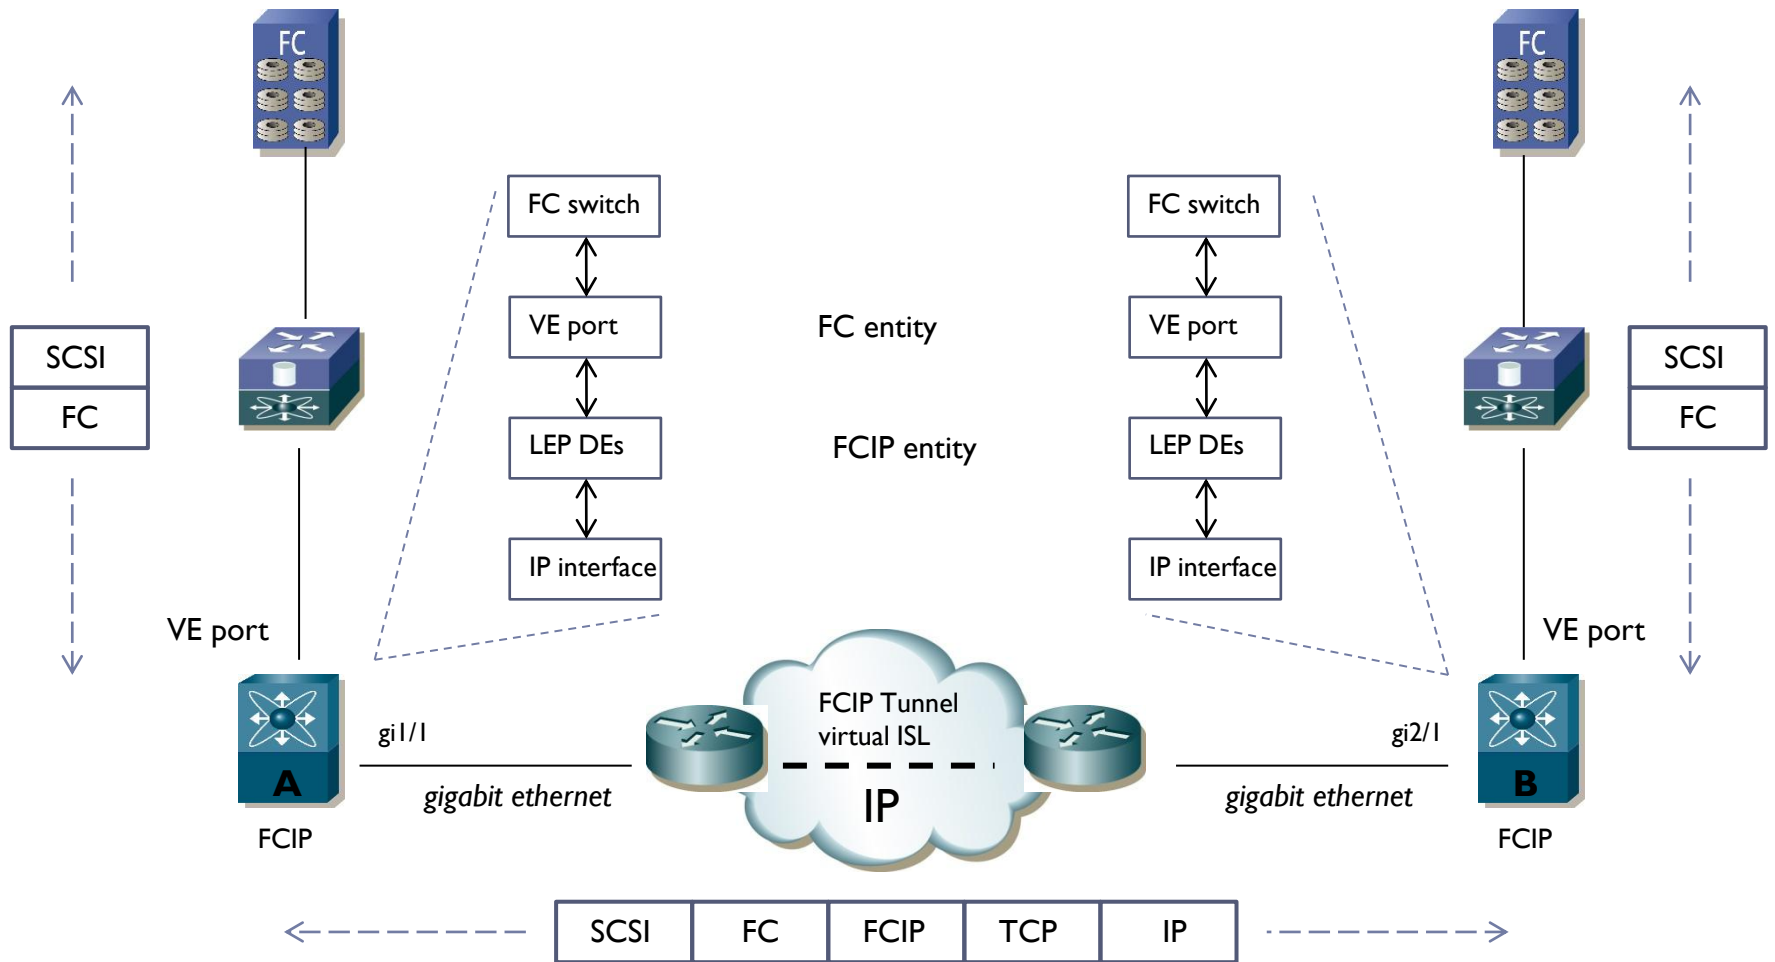 FC
FC
FC switch
FC switch
VE port
FC entity
VE port
SCSI
SCSI
FC
FC
LEP DEs
FCIP entity
LEP DEs
IP interface
IP interface
VE port
VE port
FCIP Tunnel
virtual ISL
gi1/1
gi2/1
A
gigabit ethernet
IP
gigabit ethernet
B
FCIP
FCIP
SCSI
FC
FCIP
TCP
IP